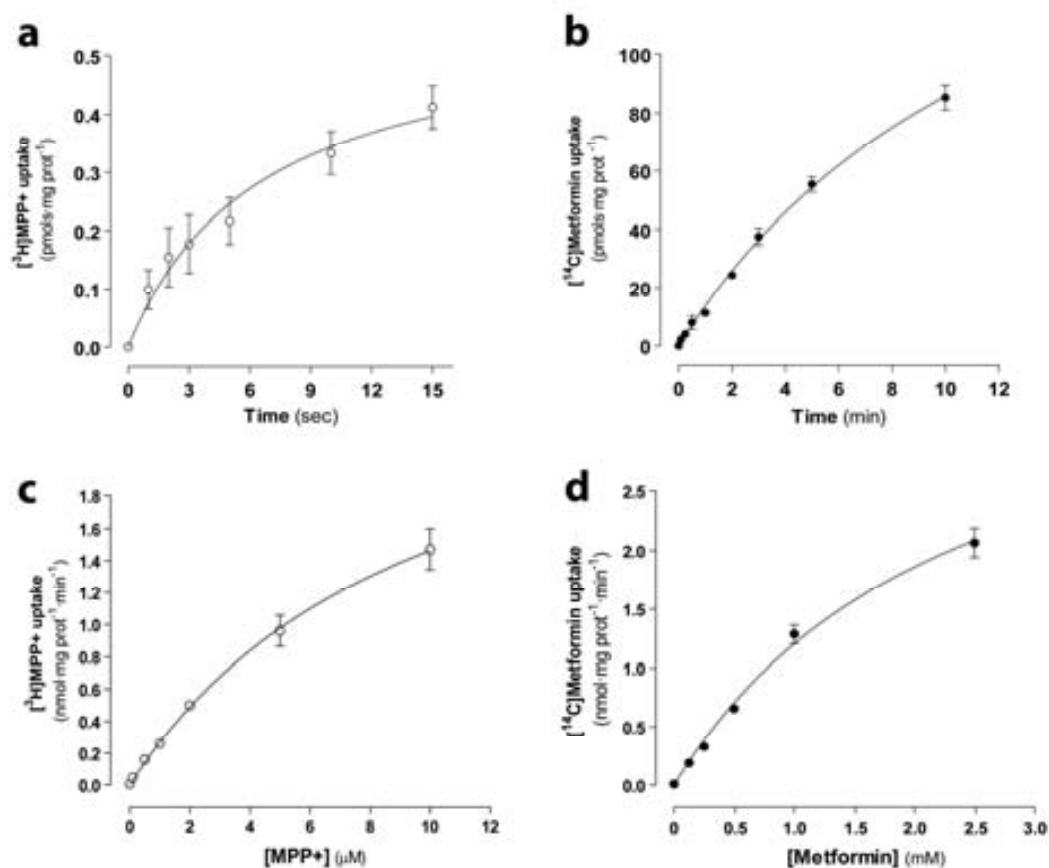 a
[³H]MPP+ uptake
(pmols·mg prot⁻¹)
0.5
0.4
0.3
0.2
0.1
0.0
0 3 6 9 12 15
Time (sec)
b
[¹⁴C]Metformin uptake
(pmols·mg prot⁻¹)
100
80
60
40
20
0
0 2 4 6 8 10 12
Time (min)
c
[³H]MPP+ uptake
(nmol·mg prot⁻¹·min⁻¹)
1.8
1.6
1.4
1.2
1.0
0.8
0.6
0.4
0.2
0.0
0 2 4 6 8 10 12
[MPP+] (µM)
d
[¹⁴C]Metformin uptake
(nmol·mg prot⁻¹·min⁻¹)
2.5
2.0
1.5
1.0
0.5
0.0
0 0.5 1.0 1.5 2.0 2.5 3.0
[Metformin] (mM)